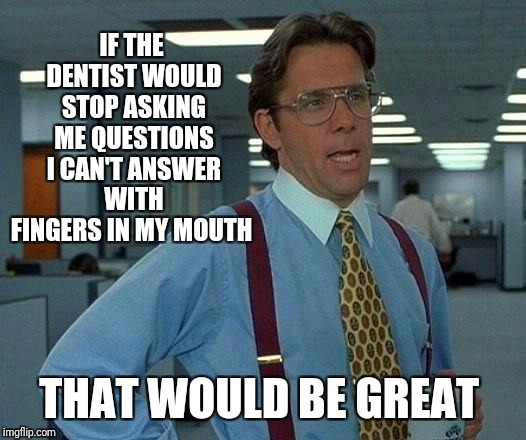 IF THE
DENTIST WOULD
STOP ASKING
ME QUESTIONS
I CAN'T ANSWER
WITH
FINGERS IN MY MOUTH
THAT WOULD BE GREAT
imgflip.com